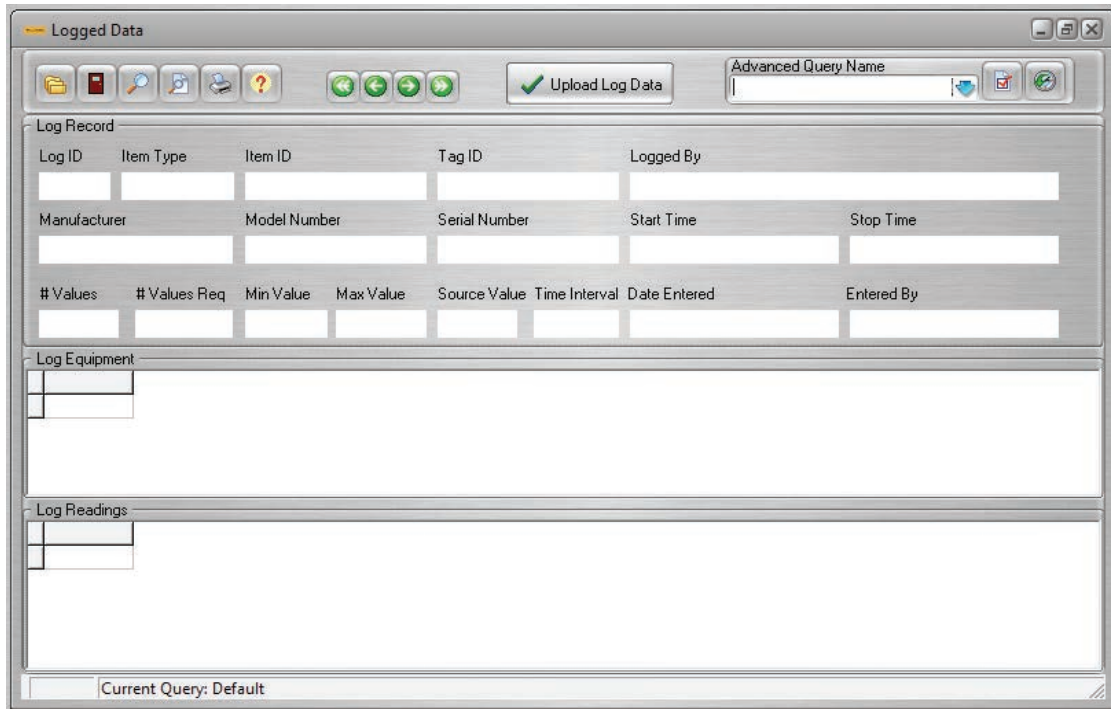 Logged Data
Upload Log Data
Advanced Query Name
Log Record
Log ID Item Type Item ID Tag ID Logged By
Manufacturer Model Number Serial Number Start Time Stop Time
# Values # Values Req Min Value Max Value Source Value Time Interval Date Entered Entered By
Log Equipment
Log Readings
Current Query: Default